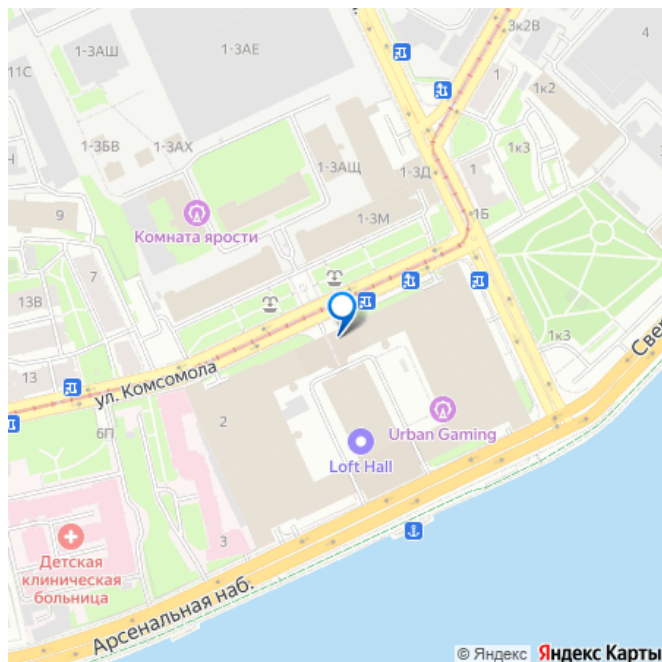 3к2В
4
1-3АШ
1-3АЕ
11С
1
1к2
1-3БВ
1-3АХ
1к3
1-3АЩ
1-3Д
9
Комната ярости
1-3М
1Б
7
13В
1к3
Све
13
ул. Комсомола
2
6П
Urban Gaming
Loft Hall
3
Детская
клиническая
больница
Арсенальная наб.
© Яндекс Яндекс Карты